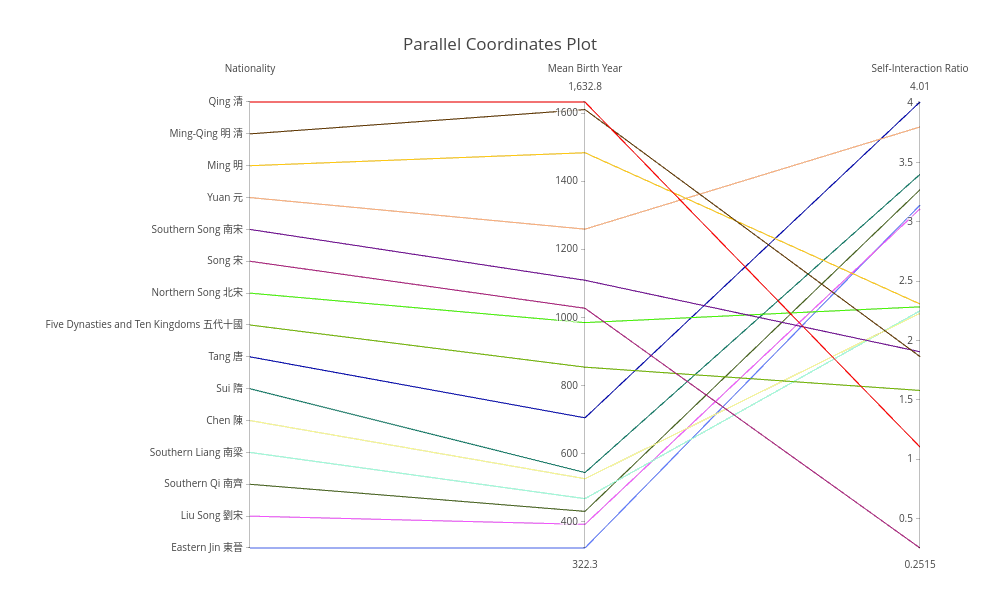 Parallel Coordinates Plot
Nationality
Mean Birth Year
Self-Interaction Ratio
1,632.8
4.01
Qing 清
Ming-Qing 明清
Ming 明
Yuan 元
Southern Song 南宋
Song 宋
Northern Song 北宋
Five Dynasties and Ten Kingdoms 五代十國
Tang 唐
Sui 隋
Chen 陳
Southern Liang 南梁
Southern Qi 南齊
Liu Song 劉宋
Eastern Jin 東晉
1600
1400
1200
1000
800
600
400
4
3.5
3
2.5
2
1.5
1
0.5
322.3
0.2515